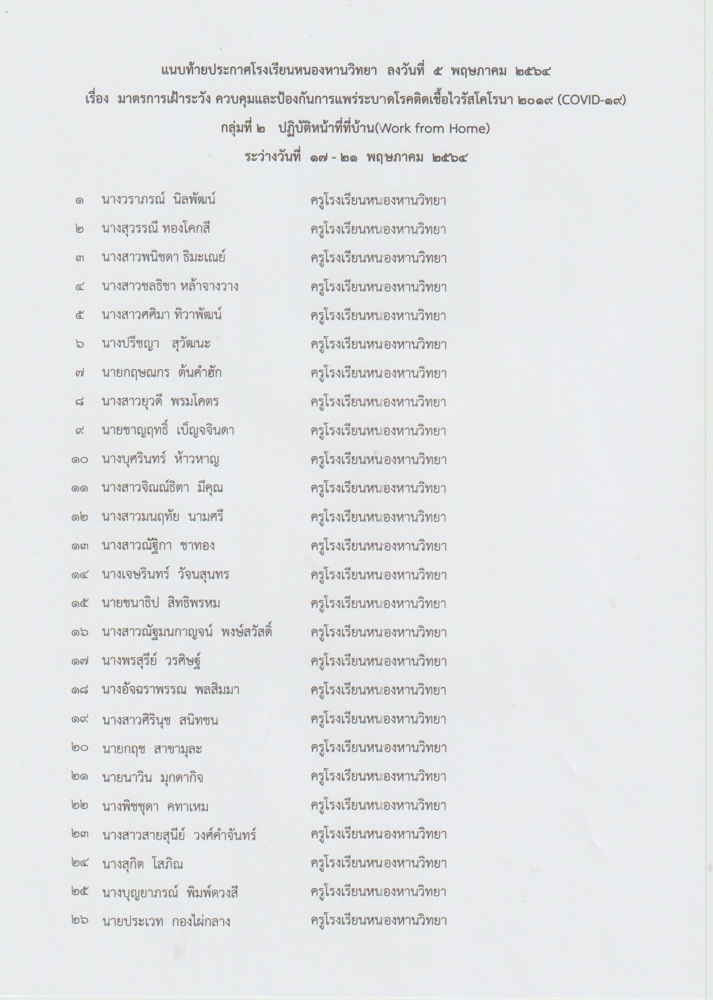 แนบท้ายประกาศโรงเรียนหนองหานวิทยา ลงวันที่ ๕ พฤษภาคม ๒๕๖๔
เรื่อง มาตรการเฝ้าระวัง ควบคุมและป้องกันการแพร่ระบาดโรคติดเชื้อไวรัสโคโรนา ๒๐๑๙ (COVID-๑๙)
กลุ่มที่ ๒ ปฏิบัติหน้าที่ที่บ้าน(Work from Home)
ระหว่างวันที่ ๑๗ - ๒๑ พฤษภาคม ๒๕๖๔
๑ นางวราภรณ์ นิลพัฒน์ ครูโรงเรียนหนองหานวิทยา
๒ นางสุวรรณี ทองโคกสี ครูโรงเรียนหนองหานวิทยา
๓ นางสาวพนิชดา ธิมะเณย์ ครูโรงเรียนหนองหานวิทยา
๔ นางสาวชลธิชา หล้าจางวาง ครูโรงเรียนหนองหานวิทยา
๕ นางสาวศศิมา ทิวาพัฒน์ ครูโรงเรียนหนองหานวิทยา
๖ นางปรีชญา สุวัฒนะ ครูโรงเรียนหนองหานวิทยา
๗ นายกฤษณกร ต้นคำฮัก ครูโรงเรียนหนองหานวิทยา
๘ นางสาวยุวดี พรมโคตร ครูโรงเรียนหนองหานวิทยา
๙ นายชาญฤทธิ์ เบ็ญจจินดา ครูโรงเรียนหนองหานวิทยา
๑๐ นางบุศรินทร์ ห้าวหาญ ครูโรงเรียนหนองหานวิทยา
๑๑ นางสาวจิณณ์ธิตา มีคุณ ครูโรงเรียนหนองหานวิทยา
๑๒ นางสาวมนฤทัย นามศรี ครูโรงเรียนหนองหานวิทยา
๑๓ นางสาวณัฐิกา ชาทอง ครูโรงเรียนหนองหานวิทยา
๑๔ นางเจษรินทร์ วัจนสุนทร ครูโรงเรียนหนองหานวิทยา
๑๕ นายชนาธิป สิทธิพรหม ครูโรงเรียนหนองหานวิทยา
๑๖ นางสาวณัฐมนกาญจน์ พงษ์สวัสดิ์ ครูโรงเรียนหนองหานวิทยา
๑๗ นางพรสุรีย์ วรศิษฐ์ ครูโรงเรียนหนองหานวิทยา
๑๘ นางอัจฉราพรรณ พลสิมมา ครูโรงเรียนหนองหานวิทยา
๑๙ นางสาวศิรินุช สนิทชน ครูโรงเรียนหนองหานวิทยา
๒๐ นายกฤช สาขามุละ ครูโรงเรียนหนองหานวิทยา
๒๑ นายนาวิน มุกดากิจ ครูโรงเรียนหนองหานวิทยา
๒๒ นางพิชชุดา คทาเหม ครูโรงเรียนหนองหานวิทยา
๒๓ นางสาวสายสุนีย์ วงศ์คำจันทร์ ครูโรงเรียนหนองหานวิทยา
๒๔ นางสุกิต โสภิณ ครูโรงเรียนหนองหานวิทยา
๒๕ นางบุญยาภรณ์ พิมพ์ดวงสี ครูโรงเรียนหนองหานวิทยา
๒๖ นายประเวท กองไผ่กลาง ครูโรงเรียนหนองหานวิทยา